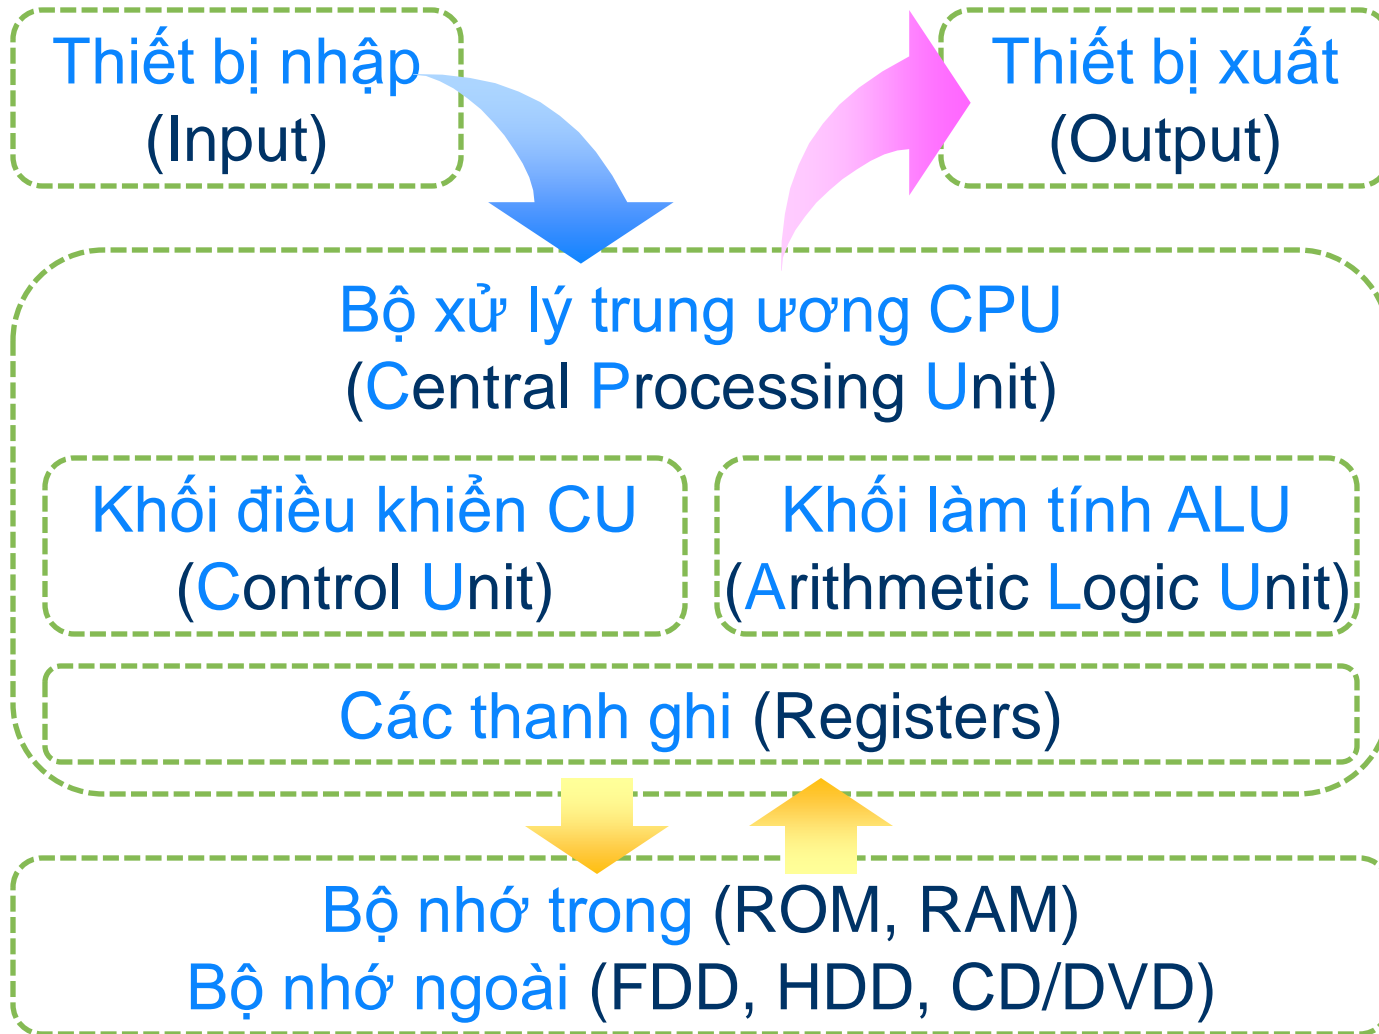 Thiết bị nhập
(Input)
Thiết bị xuất
(Output)
Bộ xử lý trung ương CPU
(Central Processing Unit)
Khối điều khiển CU
(Control Unit)
Khối làm tính ALU
(Arithmetic Logic Unit)
Các thanh ghi (Registers)
Bộ nhớ trong (ROM, RAM)
Bộ nhớ ngoài (FDD, HDD, CD/DVD)